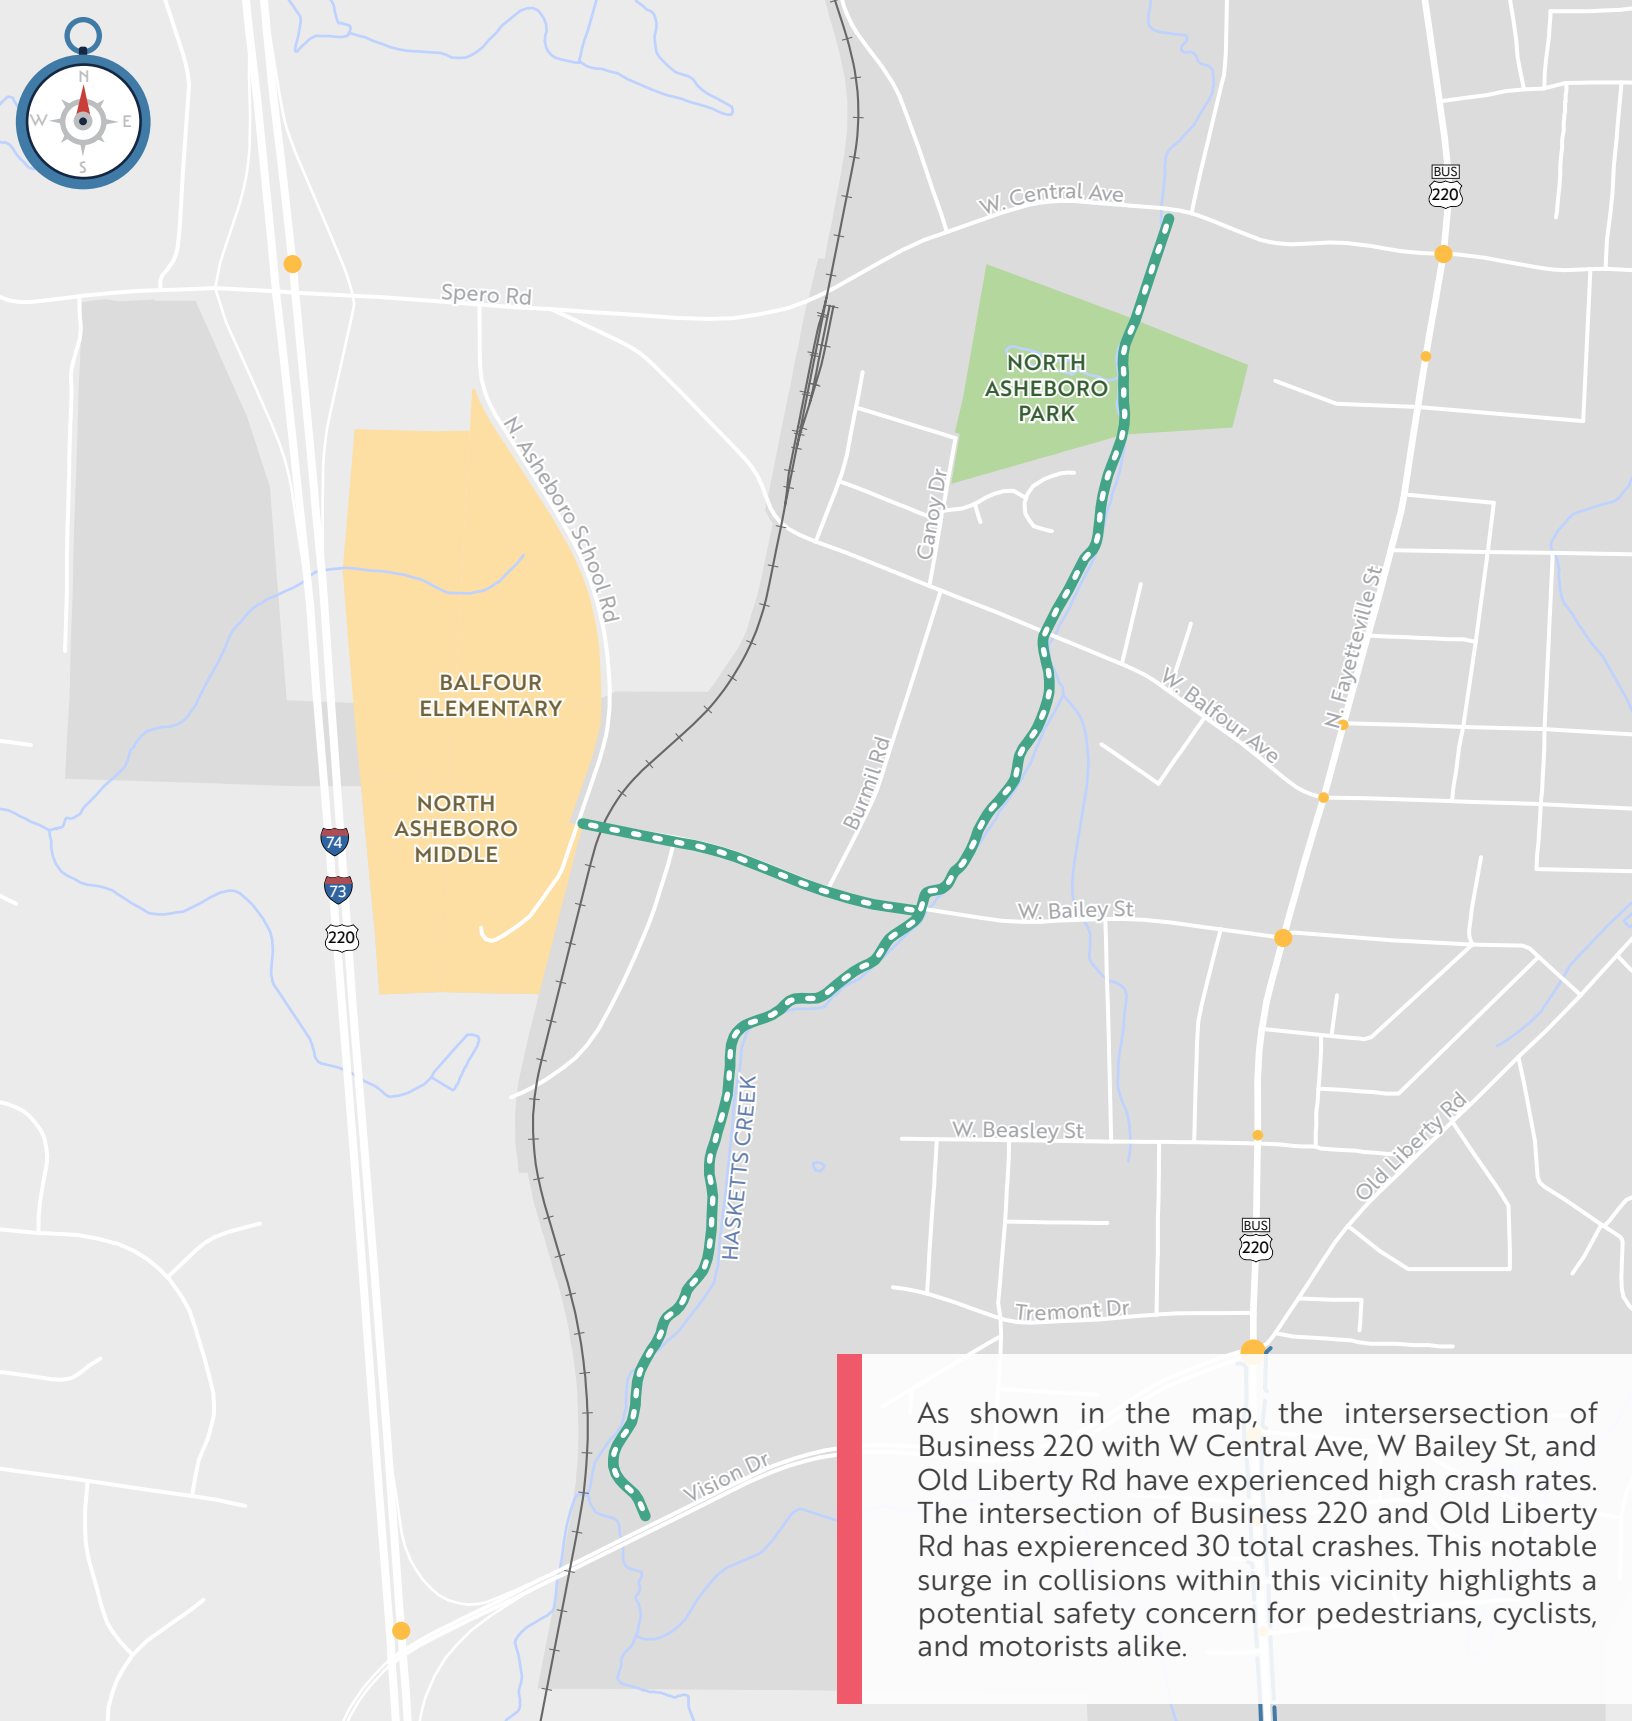 N
W
E
S
W. Central Ave
BUS
220
Spero Rd
NORTH
ASHEBORO
PARK
N. Asheboro School Rd
Canoy Dr
N. Fayetteville St
BALFOUR
ELEMENTARY
W. Balfour Ave
Burmil Rd
NORTH
ASHEBORO
MIDDLE
74
73
220
W. Bailey St
HASKETTS CREEK
W. Beasley St
Old Liberty Rd
BUS
220
Tremont Dr
Vision Dr
As shown in the map, the intersersection of
Business 220 with W Central Ave, W Bailey St, and
Old Liberty Rd have experienced high crash rates.
The intersection of Business 220 and Old Liberty
Rd has expierenced 30 total crashes. This notable
surge in collisions within this vicinity highlights a
potential safety concern for pedestrians, cyclists,
and motorists alike.